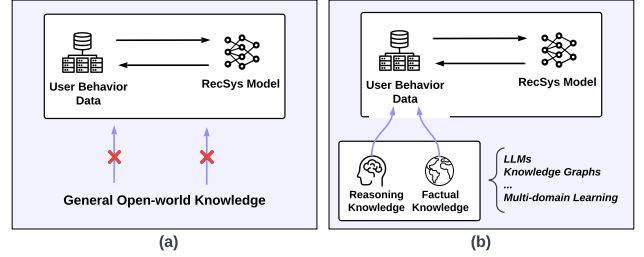 User Behavior
Data
RecSys Model
General Open-world Knowledge
(a)
User Behavior
Data
RecSys Model
Reasoning
Knowledge
Factual
Knowledge
LLMs
Knowledge Graphs
...
Multi-domain Learning
(b)